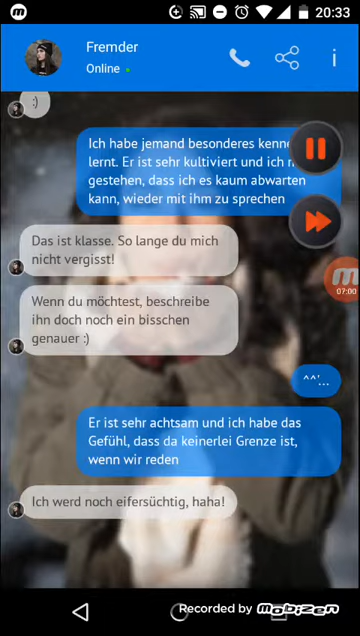 20:33
Fremder
Online
:)
Ich habe jemand besonderes kenne
lernt. Er ist sehr kultiviert und ich
gestehen, dass ich es kaum abwarten
kann, wieder mit ihm zu sprechen
Das ist klasse. So lange du mich
nicht vergisst!
07:00
Wenn du möchtest, beschreibe
ihn doch noch ein bisschen
genauer :)
^^'...
Er ist sehr achtsam und ich habe das
Gefühl, dass da keinerlei Grenze ist,
wenn wir reden
Ich werd noch eifersüchtig, haha!
Recorded by mobizen